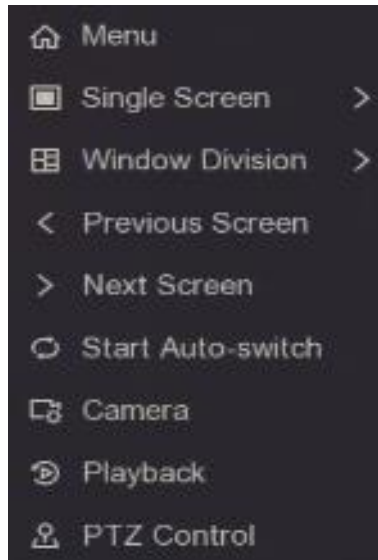 Menu
Single Screen
Window Division
Previous Screen
Next Screen
Start Auto-switch
Camera
Playback
PTZ Control